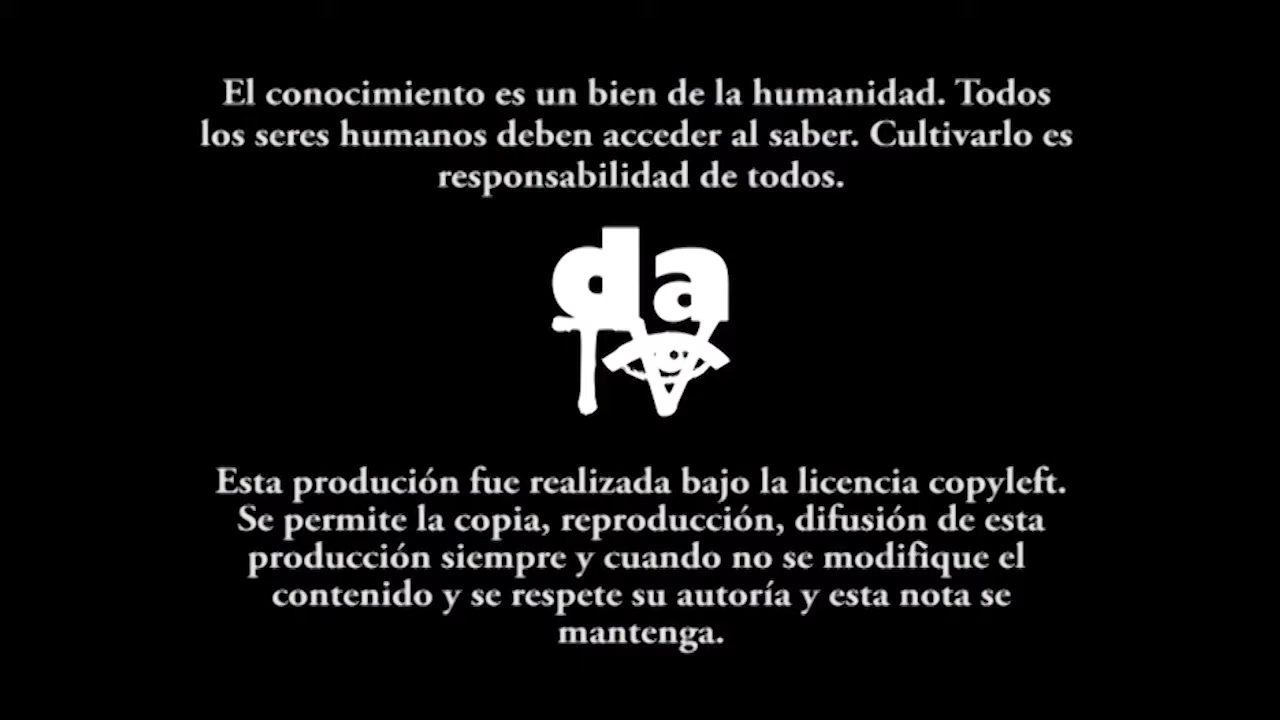 El conocimiento es un bien de la humanidad. Todos
los seres humanos deben acceder al saber. Cultivarlo es
responsabilidad de todos.
da
TV
Esta produción fue realizada bajo la licencia copyleft.
Se permite la copia, reproducción, difusión de esta
producción siempre y cuando no se modifique el
contenido y se respete su autoría y esta nota se
mantenga.